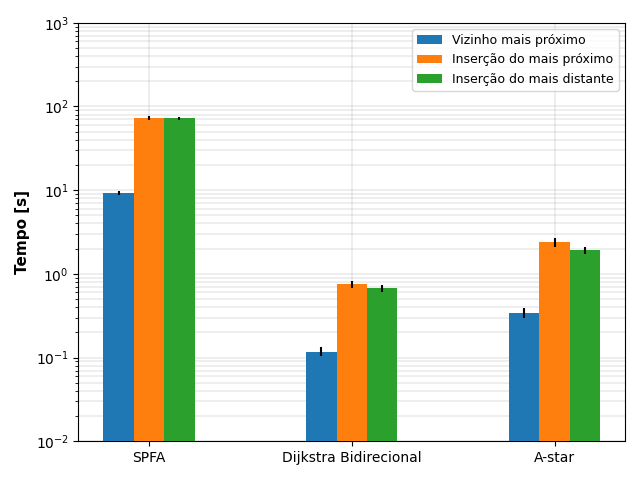 10³
10²
10¹
10⁰
10⁻¹
10⁻²
Tempo [s]
Vizinho mais próximo
Inserção do mais próximo
Inserção do mais distante
SPFA
Dijkstra Bidirecional
A-star